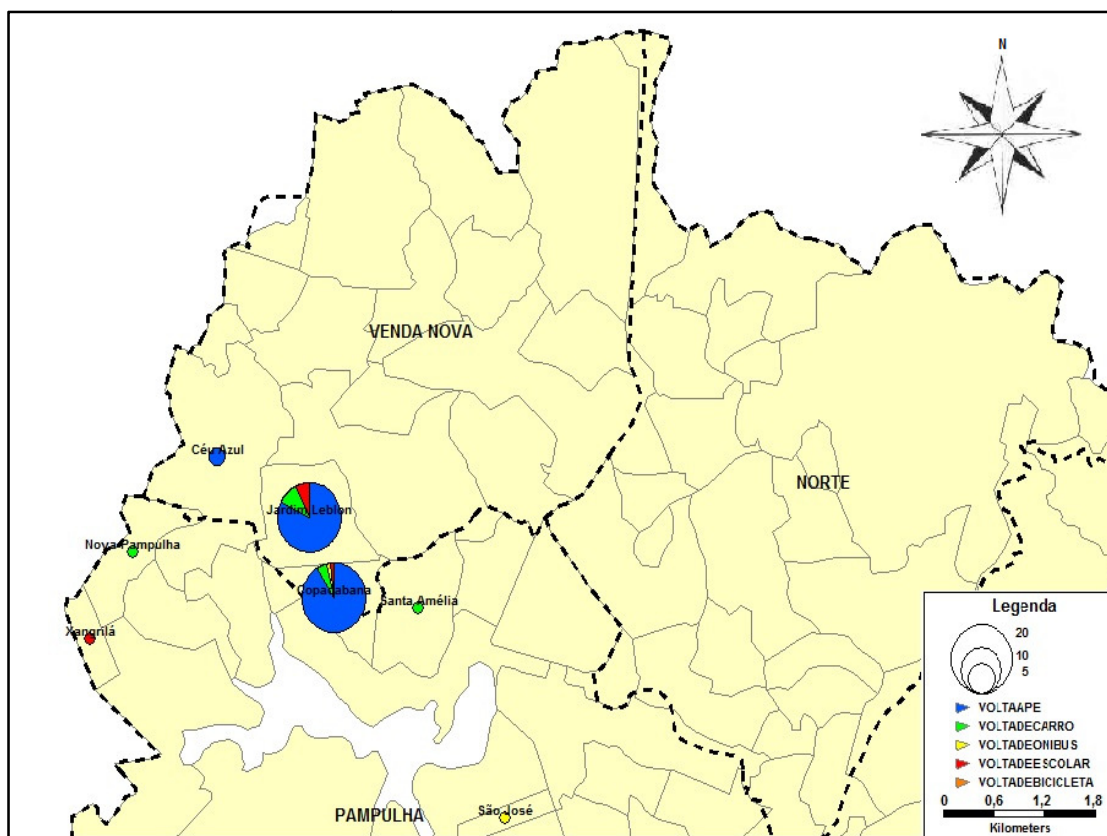 N
VENDA NOVA
Céu Azul
NORTE
Jardim Leblon
Nova Pampulha
Copacabana
Santa Amélia
Xangrilá
PAMPULHA
São José
Legenda
20
10
5
VOLTAAPE
VOLTADECARRO
VOLTADEONIBUS
VOLTADEESCOLAR
VOLTADEBICICLETA
0 0,6 1,2 1,8
Kilometers